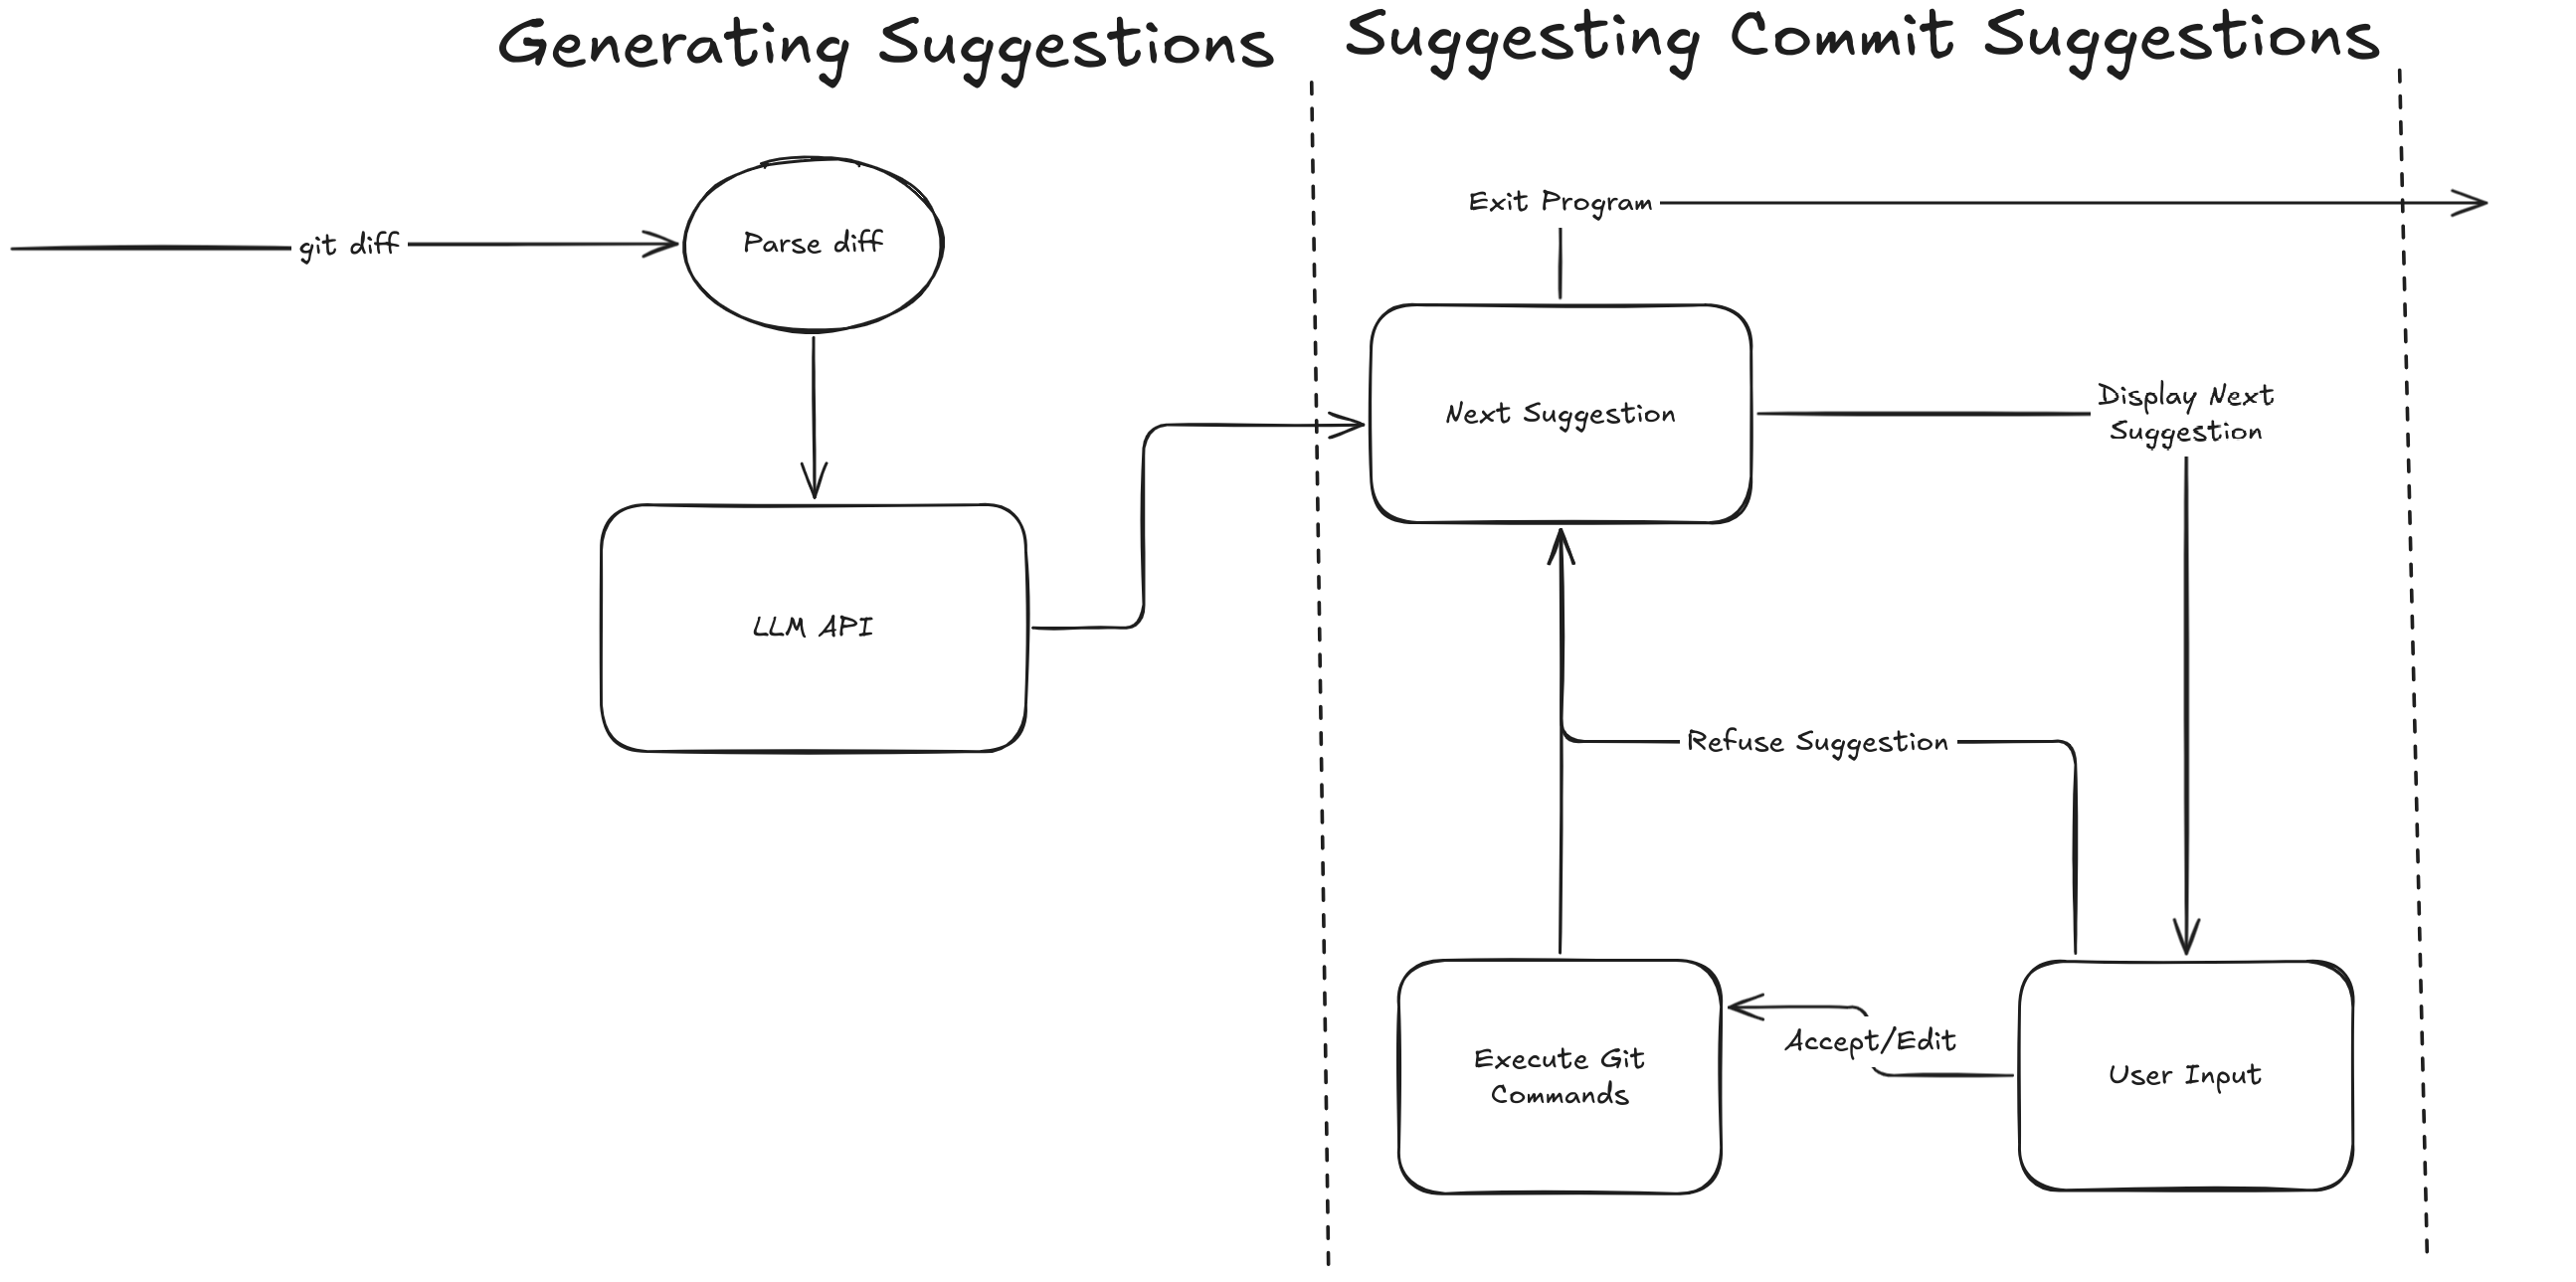 Generating Suggestions
Suggesting Commit Suggestions
git diff
Parse diff
LLM API
Exit Program
Next Suggestion
Display Next
Suggestion
Refuse Suggestion
Accept/Edit
Execute Git
Commands
User Input